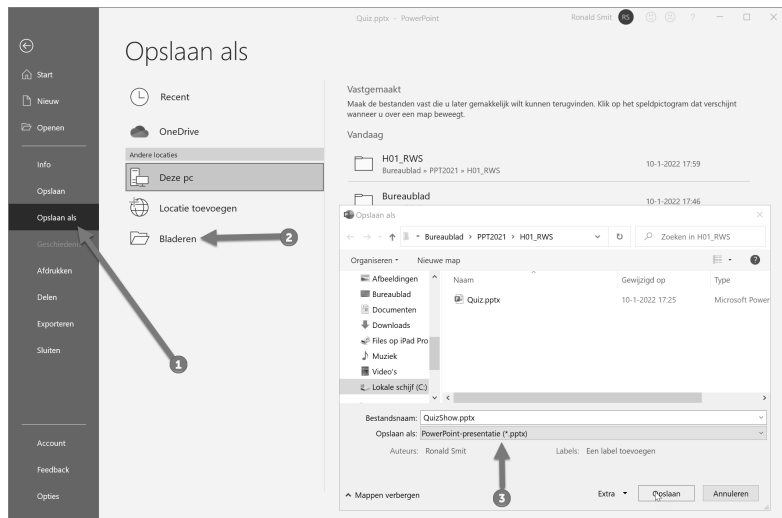 Quiz.pptx - PowerPoint
Ronald Smit
RS
?
Start
Nieuw
Openen
Info
Opslaan
Opslaan als
Afdrukken
Delen
Exporteren
Sluiten
Account
Feedback
Opties
Opslaan als
Recent
OneDrive
Andere locaties
Deze pc
Locatie toevoegen
Bladeren
1
2
Vastgemaakt
Maak de bestanden vast die u later gemakkelijk wilt kunnen terugvinden. Klik op het speldpictogram dat verschijnt
wanneer u over een map beweegt.
Vandaag
H01_RWS
Bureaublad » PPT2021 » H01_RWS
10-1-2022 17:59
Bureaublad
10-1-2022 17:46
Opslaan als
Bureaublad > PPT2021 > H01_RWS
Zoeken in H01_RWS
Organiseren
Nieuwe map
?
Afbeeldingen
Bureaublad
Documenten
Downloads
Files op iPad Pro
Muziek
Video's
Lokale schijf (C:)
Naam
Gewijzigd op
Type
Quiz.pptx
10-1-2022 17:25
Microsoft Power
Bestandsnaam: QuizShow.pptx
Opslaan als: PowerPoint-presentatie (*.pptx)
Auteurs: Ronald Smit
Labels: Een label toevoegen
3
Mappen verbergen
Extra
Opslaan
Annuleren